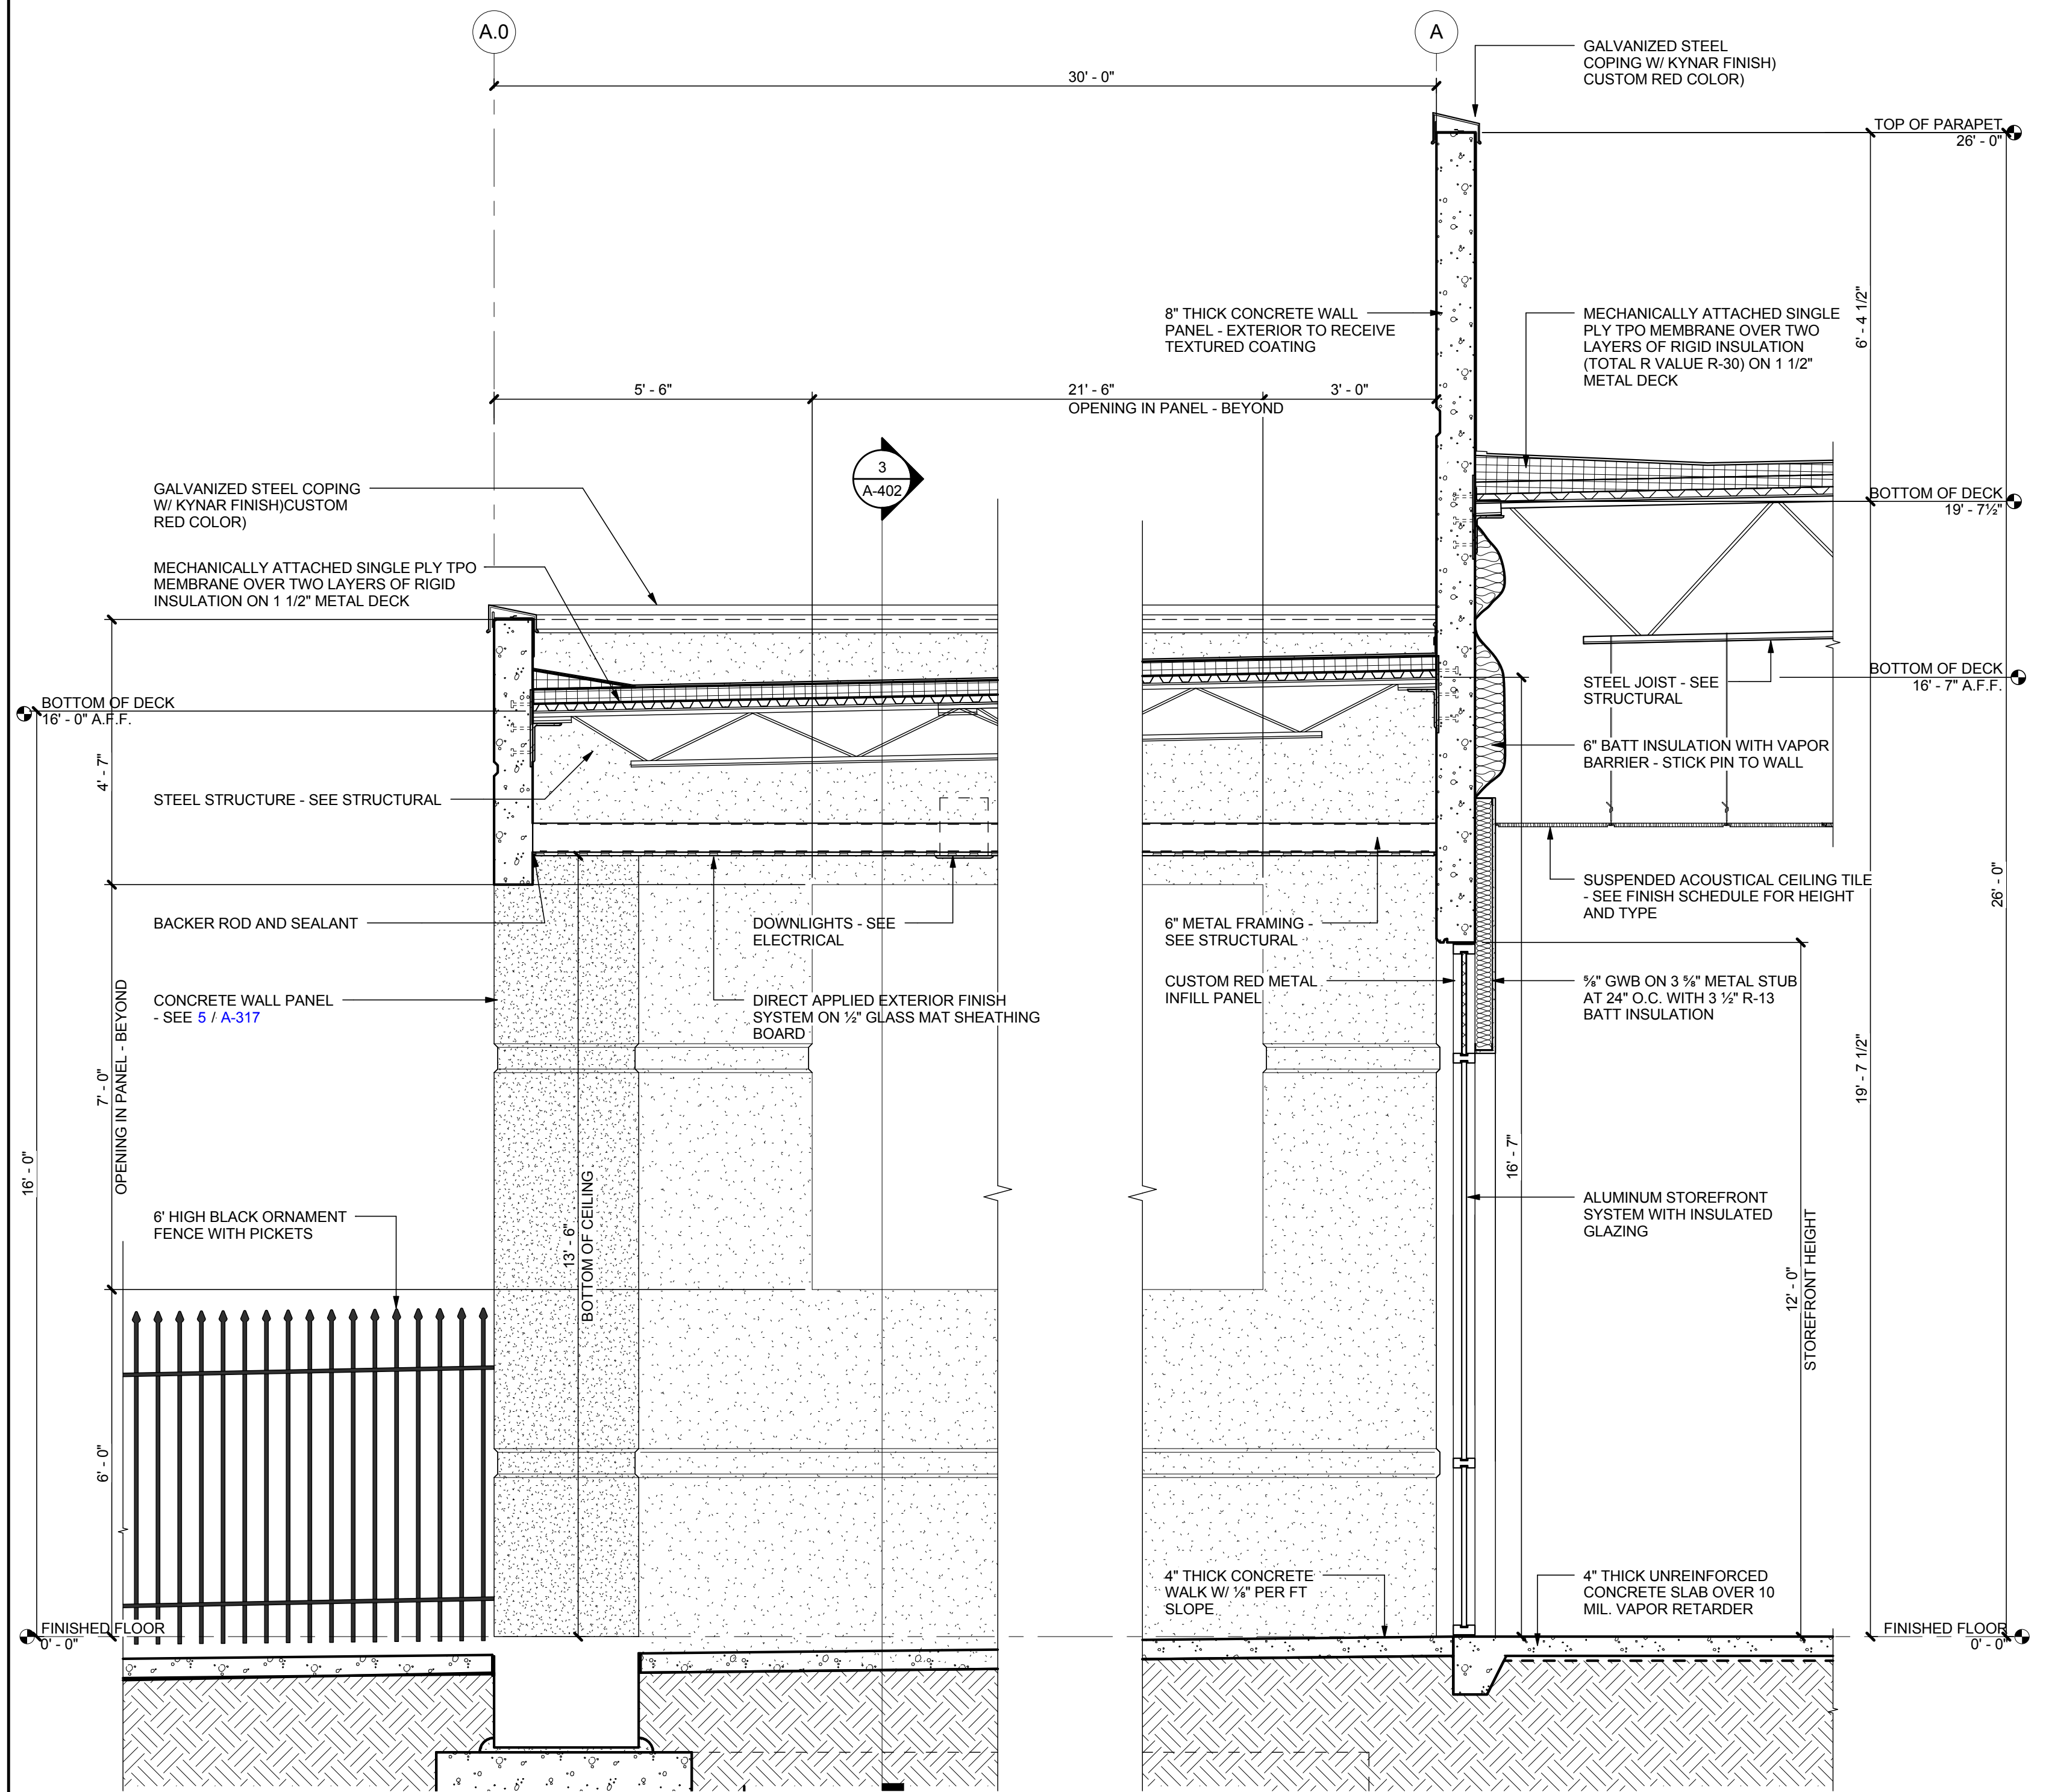 A.0
A
30' - 0"
GALVANIZED STEEL
COPING W/ KYNAR FINISH)
CUSTOM RED COLOR)
TOP OF PARAPET
26' - 0"
8" THICK CONCRETE WALL
PANEL - EXTERIOR TO RECEIVE
TEXTURED COATING
MECHANICALLY ATTACHED SINGLE
PLY TPO MEMBRANE OVER TWO
LAYERS OF RIGID INSULATION
(TOTAL R VALUE R-30) ON 1 1/2"
METAL DECK
6' - 4 1/2"
5' - 6"
21' - 6"
OPENING IN PANEL - BEYOND
3' - 0"
3
A-402
GALVANIZED STEEL COPING
W/ KYNAR FINISH)CUSTOM
RED COLOR)
BOTTOM OF DECK
19' - 7½"
MECHANICALLY ATTACHED SINGLE PLY TPO
MEMBRANE OVER TWO LAYERS OF RIGID
INSULATION ON 1 1/2" METAL DECK
BOTTOM OF DECK
16' - 0" A.F.F.
STEEL JOIST - SEE
STRUCTURAL
BOTTOM OF DECK
16' - 7" A.F.F.
4' - 7"
6" BATT INSULATION WITH VAPOR
BARRIER - STICK PIN TO WALL
STEEL STRUCTURE - SEE STRUCTURAL
BACKER ROD AND SEALANT
DOWNLIGHTS - SEE
ELECTRICAL
6" METAL FRAMING -
SEE STRUCTURAL
SUSPENDED ACOUSTICAL CEILING TILE
- SEE FINISH SCHEDULE FOR HEIGHT
AND TYPE
26' - 0"
CONCRETE WALL PANEL
- SEE 5 / A-317
DIRECT APPLIED EXTERIOR FINISH
SYSTEM ON ½" GLASS MAT SHEATHING
BOARD
CUSTOM RED METAL
INFILL PANEL
⅝" GWB ON 3 ⅝" METAL STUB
AT 24" O.C. WITH 3 ½" R-13
BATT INSULATION
7' - 0"
OPENING IN PANEL - BEYOND
19' - 7 1/2"
16' - 0"
16' - 7"
6' HIGH BLACK ORNAMENT
FENCE WITH PICKETS
13' - 6"
BOTTOM OF CEILING
ALUMINUM STOREFRONT
SYSTEM WITH INSULATED
GLAZING
12' - 0"
STOREFRONT HEIGHT
6' - 0"
4" THICK CONCRETE
WALK W/ ⅛" PER FT
SLOPE
4" THICK UNREINFORCED
CONCRETE SLAB OVER 10
MIL. VAPOR RETARDER
FINISHED FLOOR
0' - 0"
FINISHED FLOOR
0' - 0"